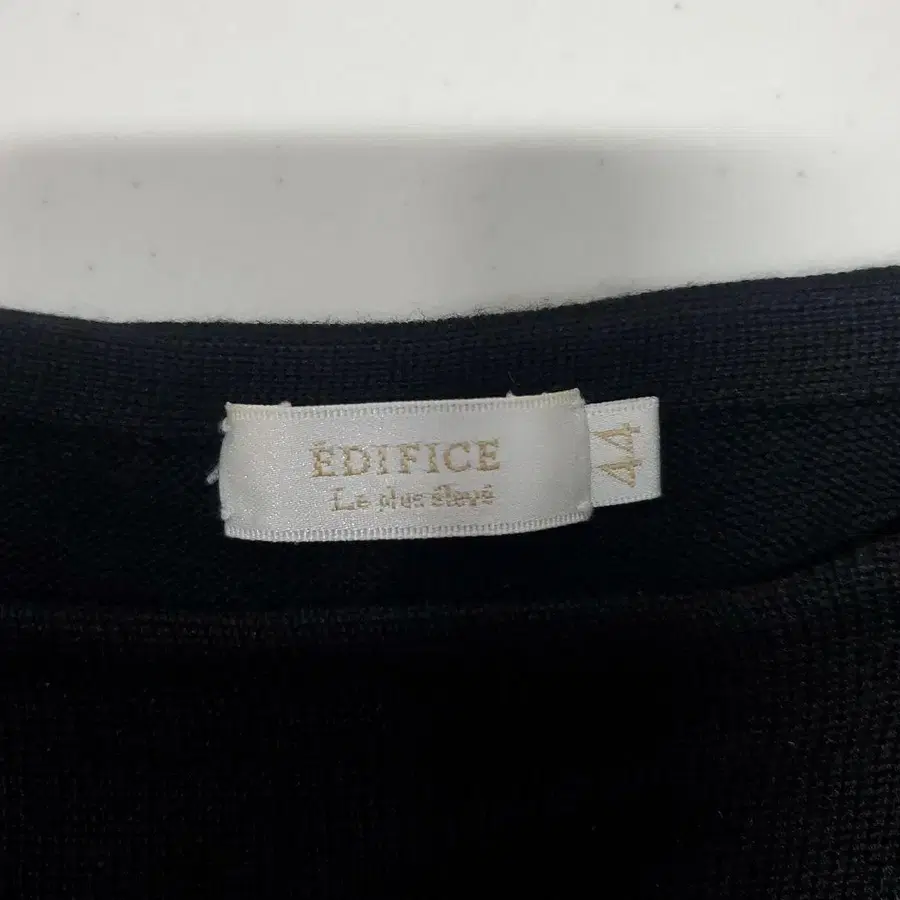 ÉDIFICE
Le plus élevé
44